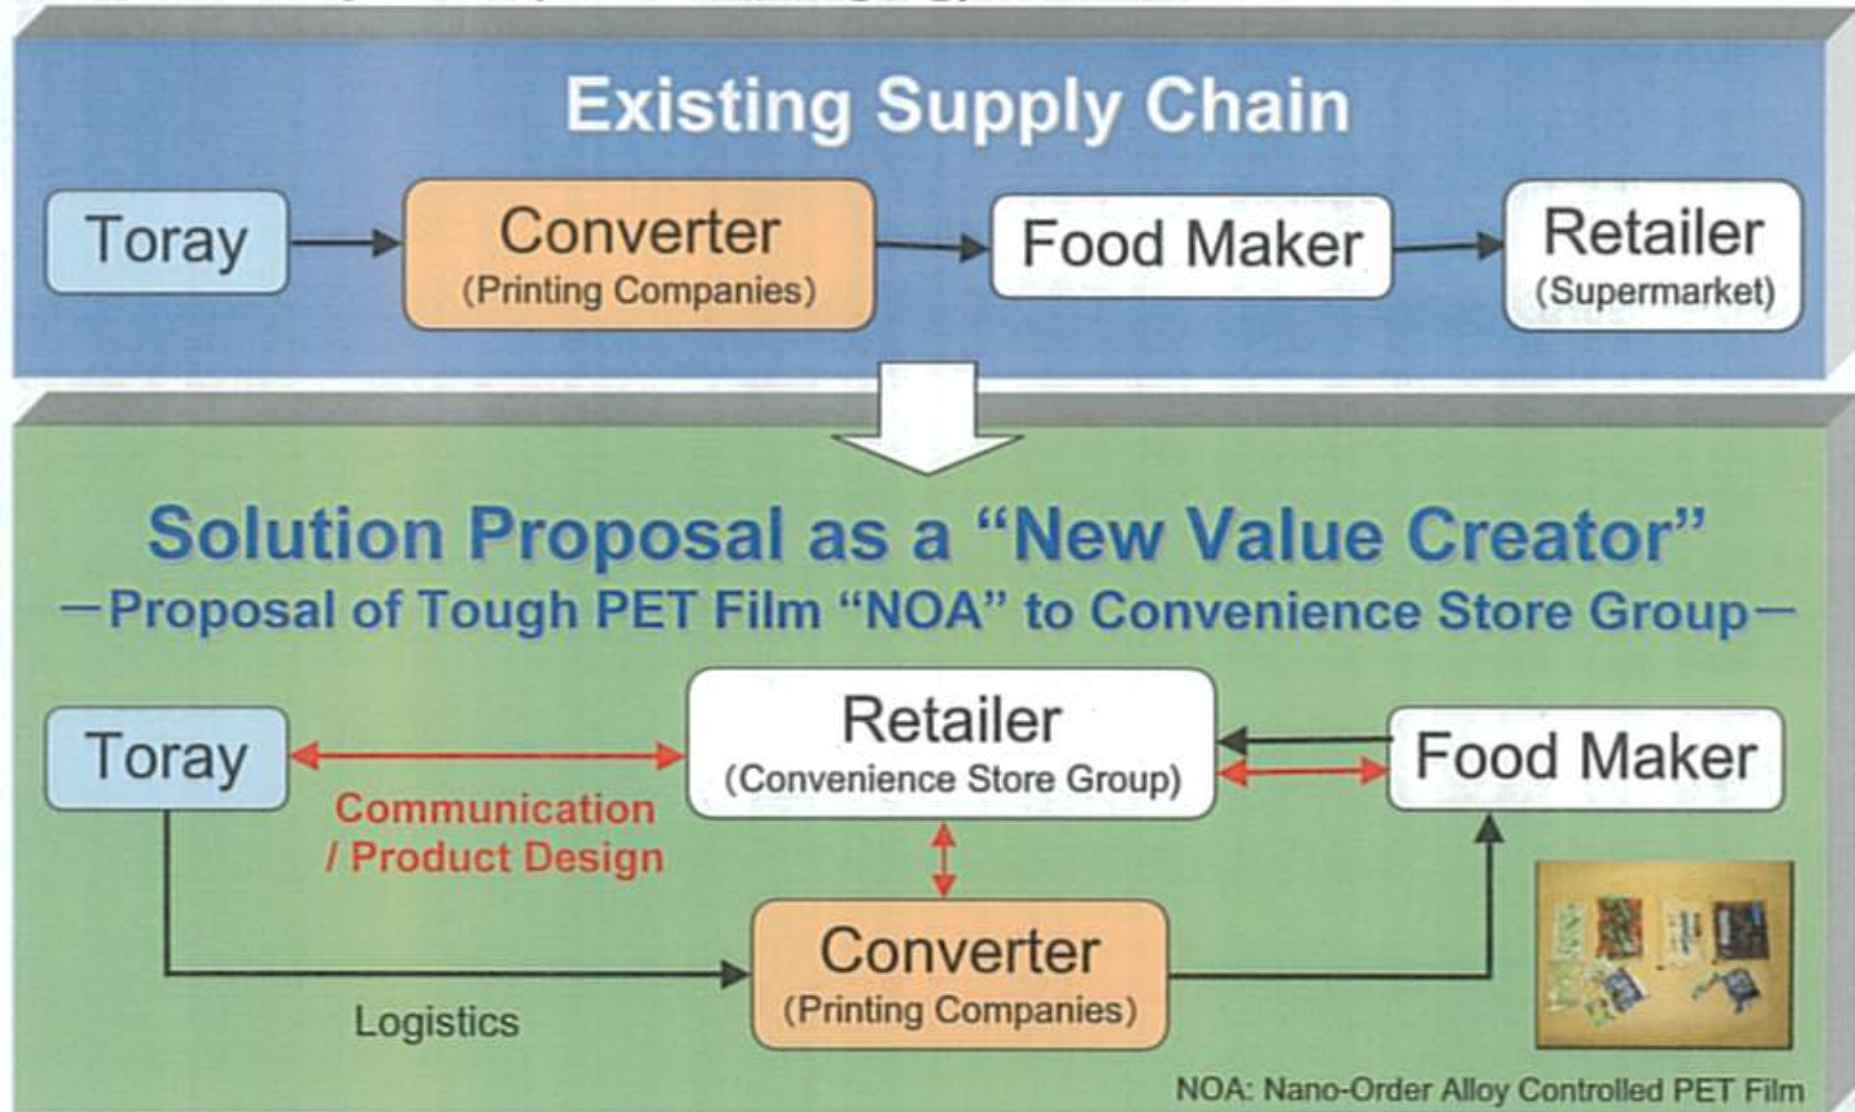 Existing Supply Chain
Toray
Converter
(Printing Companies)
Food Maker
Retailer
(Supermarket)
Solution Proposal as a “New Value Creator”
—Proposal of Tough PET Film “NOA” to Convenience Store Group—
Toray
Retailer
(Convenience Store Group)
Food Maker
Communication
/ Product Design
Converter
(Printing Companies)
Logistics
NOA: Nano-Order Alloy Controlled PET Film